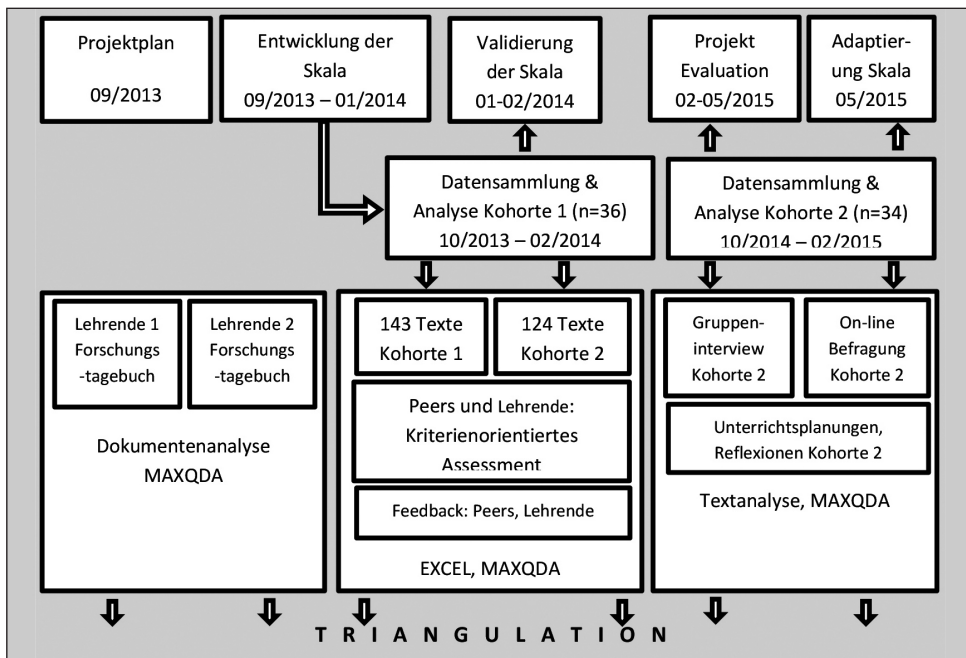 Projektplan
09/2013
Entwicklung der
Skala
09/2013 – 01/2014
Validierung
der Skala
01-02/2014
Projekt
Evaluation
02-05/2015
Adaptier-
ung Skala
05/2015
Datensammlung &
Analyse Kohorte 1 (n=36)
10/2013 – 02/2014
Datensammlung &
Analyse Kohorte 2 (n=34)
10/2014 – 02/2015
Lehrende 1
Forschungs
-tagebuch
Lehrende 2
Forschungs
-tagebuch
Dokumentenanalyse
MAXQDA
143 Texte
Kohorte 1
124 Texte
Kohorte 2
Peers und Lehrende:
Kriterienorientiertes
Assessment
Feedback: Peers, Lehrende
EXCEL, MAXQDA
Gruppen-
interview
Kohorte 2
On-line
Befragung
Kohorte 2
Unterrichtsplanungen,
Reflexionen Kohorte 2
Textanalyse, MAXQDA
T R I A N G U L A T I O N